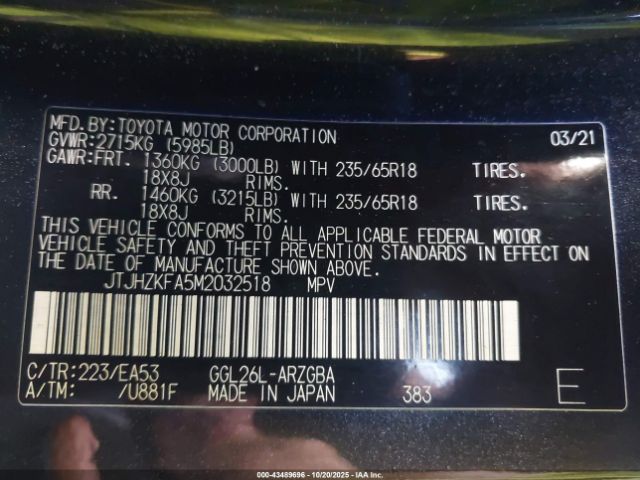 MFD.BY:TOYOTA MOTOR CORPORATION 03/21
GVWR:2715KG (5985LB)
GAWR:FRT. 1360KG (3000LB) WITH 235/65R18 TIRES.
18X8J RIMS.
RR. 1460KG (3215LB) WITH 235/65R18 TIRES.
18X8J RIMS.
THIS VEHICLE CONFORMS TO ALL APPLICABLE FEDERAL MOTOR
VEHICLE SAFETY AND THEFT PREVENTION STANDARDS IN EFFECT ON
THE DATE OF MANUFACTURE SHOWN ABOVE.
JTJHZKFA5M2032518 MPV
C/TR:223/EA53 GGL26L-ARZGBA
A/TM: /U881F MADE IN JAPAN 383 E
000-43489696 - 10/20/2025 - IAA Inc.